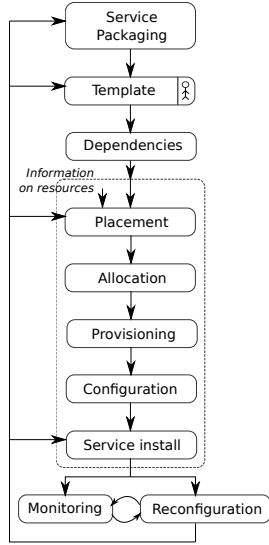 Service
Packaging
Template
Dependencies
Information
on resources
Placement
Allocation
Provisioning
Configuration
Service install
Monitoring
Reconfiguration